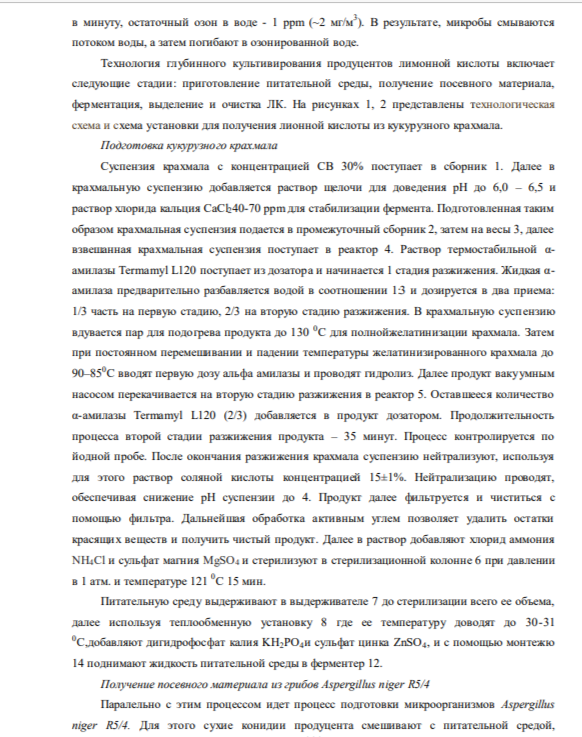 в минуту, остаточный озон в воде - 1 ppm (~2 мг/м³). В результате, микробы смываются
потоком воды, а затем погибают в озонированной воде.
Технология глубинного культивирования продуцентов лимонной кислоты включает
следующие стадии: приготовление питательной среды, получение посевного материала,
ферментация, выделение и очистка ЛК. На рисунках 1, 2 представлены технологическая
схема и схема установки для получения лионной кислоты из кукурузного крахмала.
Подготовка кукурузного крахмала
Суспензия крахмала с концентрацией СВ 30% поступает в сборник 1. Далее в
крахмальную суспензию добавляется раствор щелочи для доведения pH до 6,0 – 6,5 и
раствор хлорида кальция CaCl₂40-70 ppm для стабилизации фермента. Подготовленная таким
образом крахмальная суспензия подается в промежуточный сборник 2, затем на весы 3, далее
взвешанная крахмальная суспензия поступает в реактор 4. Раствор термостабильной α-
амилазы Termamyl L120 поступает из дозатора и начинается 1 стадия разжижения. Жидкая α-
амилаза предварительно разбавляется водой в соотношении 1:3 и дозируется в два приема:
1/3 часть на первую стадию, 2/3 на вторую стадию разжижения. В крахмальную суспензию
вдувается пар для подогрева продукта до 130 ⁰С для полнойжелатинизации крахмала. Затем
при постоянном перемешивании и падении температуры желатинизированного крахмала до
90–85⁰С вводят первую дозу альфа амилазы и проводят гидролиз. Далее продукт вакуумным
насосом перекачивается на вторую стадию разжижения в реактор 5. Оставшееся количество
α-амилазы Termamyl L120 (2/3) добавляется в продукт дозатором. Продолжительность
процесса второй стадии разжижения продукта – 35 минут. Процесс контролируется по
йодной пробе. После окончания разжижения крахмала суспензию нейтрализуют, используя
для этого раствор соляной кислоты концентрацией 15±1%. Нейтрализацию проводят,
обеспечивая снижение pH суспензии до 4. Продукт далее фильтруется и чиститься с
помощью фильтра. Дальнейшая обработка активным углем позволяет удалить остатки
красящих веществ и получить чистый продукт. Далее в раствор добавляют хлорид аммония
NH₄Cl и сульфат магния MgSO₄ и стерилизуют в стерилизационной колонне 6 при давлении
в 1 атм. и температуре 121 ⁰С 15 мин.
Питательную среду выдерживают в выдерживателе 7 до стерилизации всего ее объема,
далее используя теплообменную установку 8 где ее температуру доводят до 30-31
⁰С,добавляют дигидрофосфат калия KH₂PO₄и сульфат цинка ZnSO₄, и с помощью монтежю
14 поднимают жидкость питательной среды в ферментер 12.
Получение посевного материала из грибов Aspergillus niger R5/4
Паралельно с этим процессом идет процесс подготовки микроорганизмов Aspergillus
niger R5/4. Для этого сухие конидии продуцента смешивают с питательной средой,